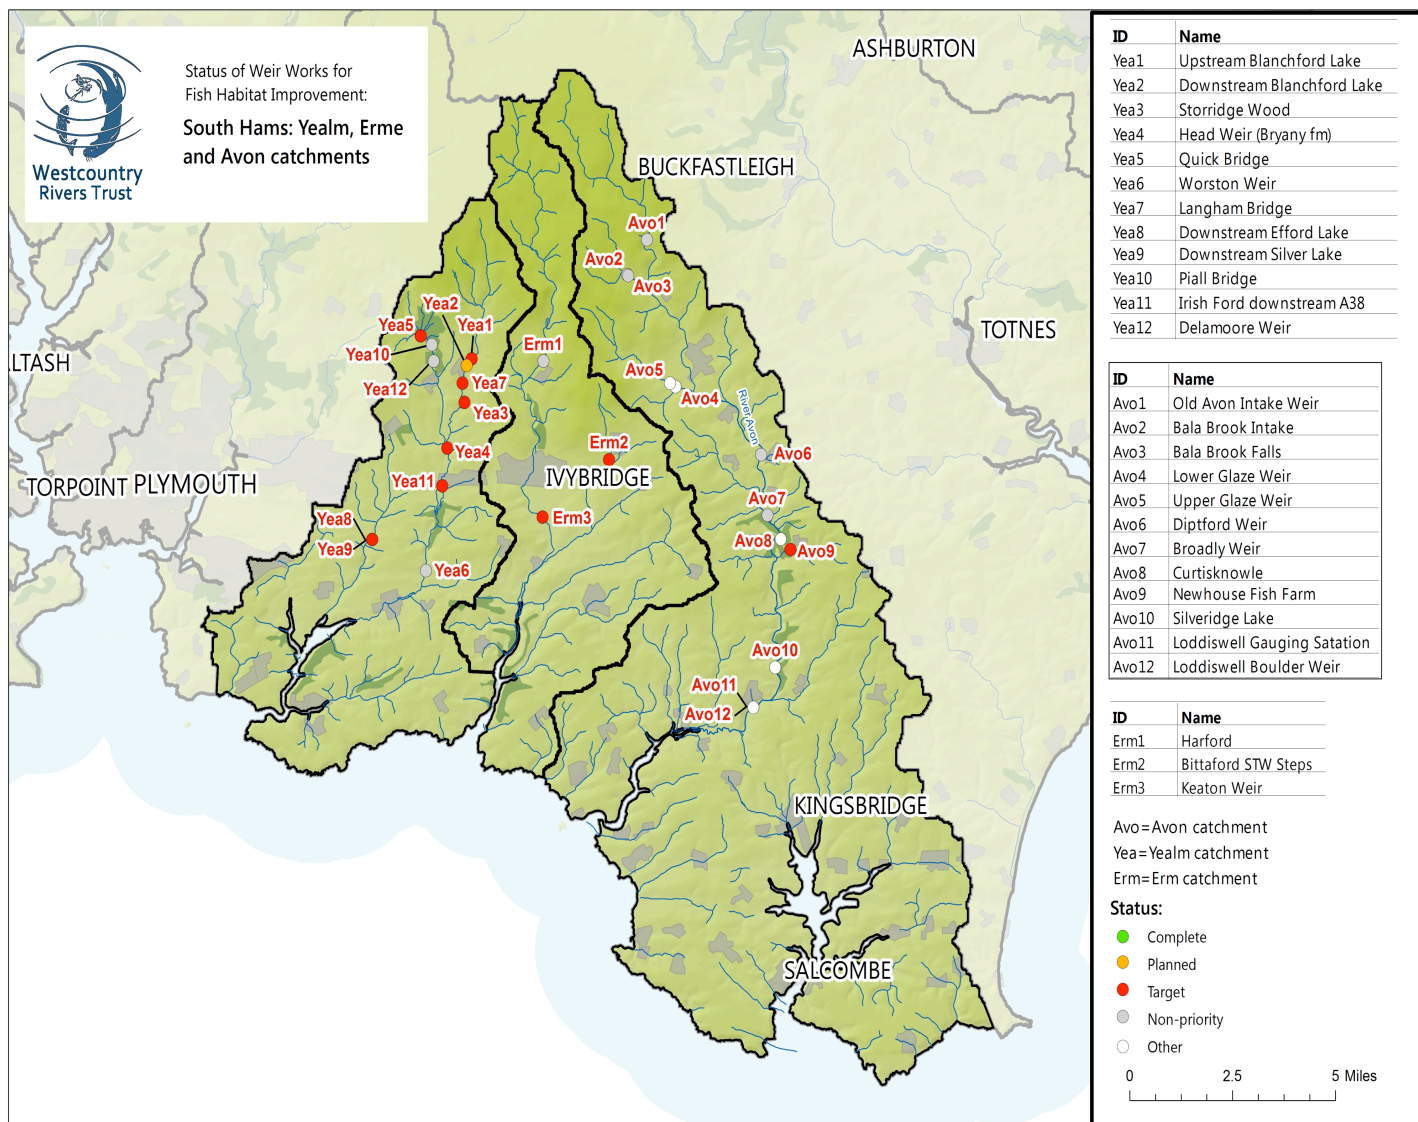 Westcountry
Rivers Trust
Status of Weir Works for
Fish Habitat Improvement:
South Hams: Yealm, Erme
and Avon catchments
ASHBURTON
BUCKFASTLEIGH
TOTNES
LTASH
TORPOINT
PLYMOUTH
IVYBRIDGE
KINGSBRIDGE
SALCOMBE
River Avon
Avo1
Avo2
Avo3
Yea2
Yea5
Yea1
Yea10
Erm1
Yea12
Yea7
Avo5
Avo4
Yea3
Erm2
Yea4
Avo6
Yea11
Avo7
Yea8
Erm3
Avo8
Yea9
Avo9
Yea6
Avo10
Avo11
Avo12
ID Name
Yea1 Upstream Blanchford Lake
Yea2 Downstream Blanchford Lake
Yea3 Storridge Wood
Yea4 Head Weir (Bryany fm)
Yea5 Quick Bridge
Yea6 Worston Weir
Yea7 Langham Bridge
Yea8 Downstream Efford Lake
Yea9 Downstream Silver Lake
Yea10 Piall Bridge
Yea11 Irish Ford downstream A38
Yea12 Delamoore Weir
ID Name
Avo1 Old Avon Intake Weir
Avo2 Bala Brook Intake
Avo3 Bala Brook Falls
Avo4 Lower Glaze Weir
Avo5 Upper Glaze Weir
Avo6 Diptford Weir
Avo7 Broadly Weir
Avo8 Curtisknowle
Avo9 Newhouse Fish Farm
Avo10 Silveridge Lake
Avo11 Loddiswell Gauging Satation
Avo12 Loddiswell Boulder Weir
ID Name
Erm1 Harford
Erm2 Bittaford STW Steps
Erm3 Keaton Weir
Avo=Avon catchment
Yea=Yealm catchment
Erm=Erm catchment
Status:
Complete
Planned
Target
Non-priority
Other
0 2.5 5 Miles